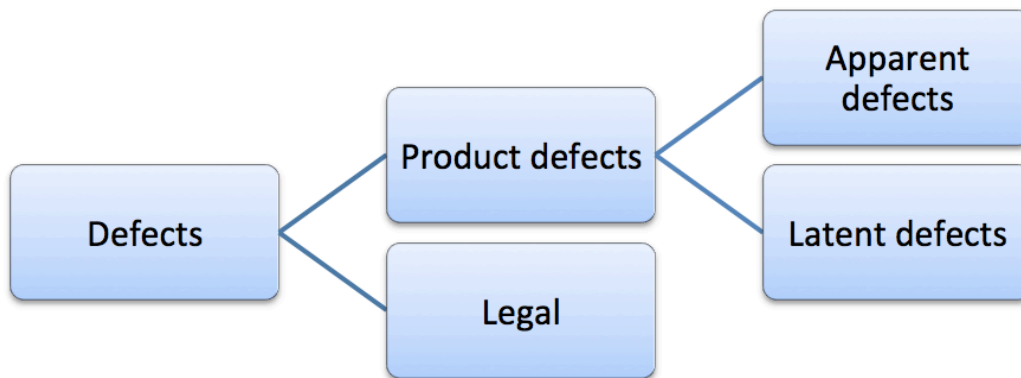 Defects
Product defects
Legal
Apparent
defects
Latent defects